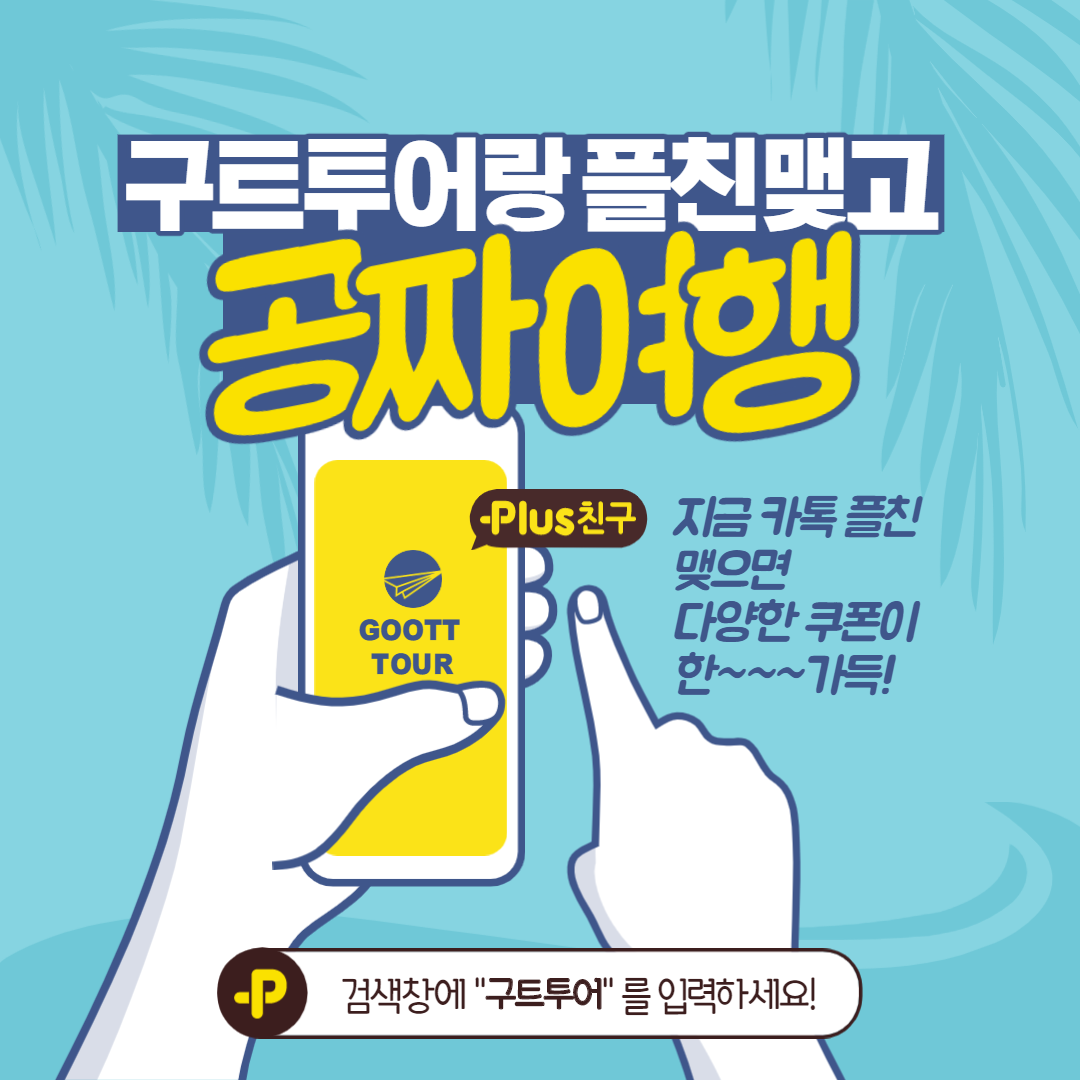 구트투어랑 플친맺고
공짜여행
Plus친구
지금 카톡 플친
맺으면
다양한 쿠폰이
한~~~가득!
GOOTT
TOUR
P
검색창에 "구트투어" 를 입력하세요!